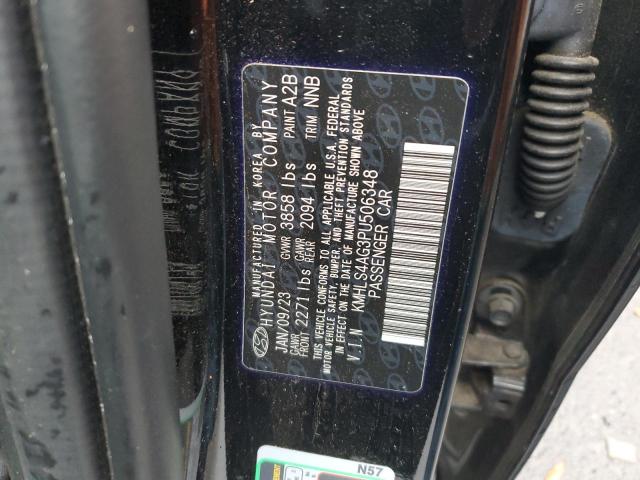 MANUFACTURED IN KOREA BY
HYUNDAI MOTOR COMPANY
JAN/09/23 GVWR 3858 lbs PAINT A2B
GAWR FRONT 2271 lbs GAWR REAR 2094 lbs TRIM NNB
THIS VEHICLE CONFORMS TO ALL APPLICABLE U.S.A. FEDERAL
MOTOR VEHICLE SAFETY, BUMPER, AND THEFT PREVENTION STANDARDS
IN EFFECT ON THE DATE OF MANUFACTURE SHOWN ABOVE
V.I.N KMHLS4AG3PU506348
PASSENGER CAR
N57